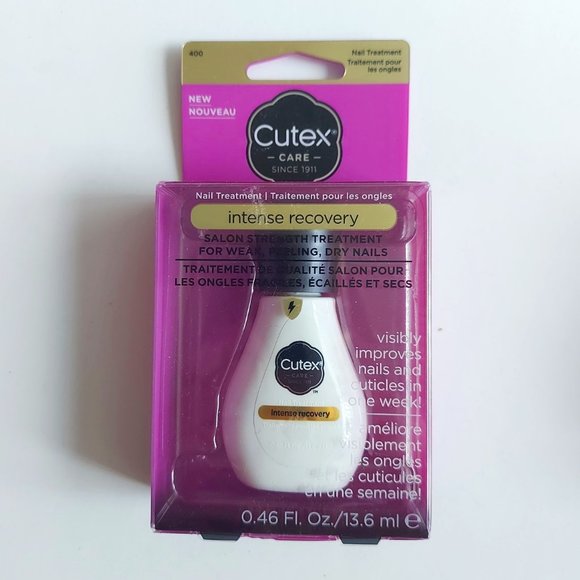 400
Nail Treatment
Traitement pour
les ongles
NEW
NOUVEAU
Cutex®
CARE
SINCE 1911
Nail Treatment | Traitement pour les ongles
intense recovery
SALON STRENGTH TREATMENT
FOR WEAK, PEELING, DRY NAILS
TRAITEMENT DE QUALITÉ SALON POUR
LES ONGLES FRAGILES, ÉCAILLÉS ET SECS
visibly
improves
nails and
cuticles in
one week!
Cutex
CARE
™
intense recovery
améliore
visiblement
les ongles
et les cuticules
en une semaine!
0.46 Fl. Oz./13.6 ml e